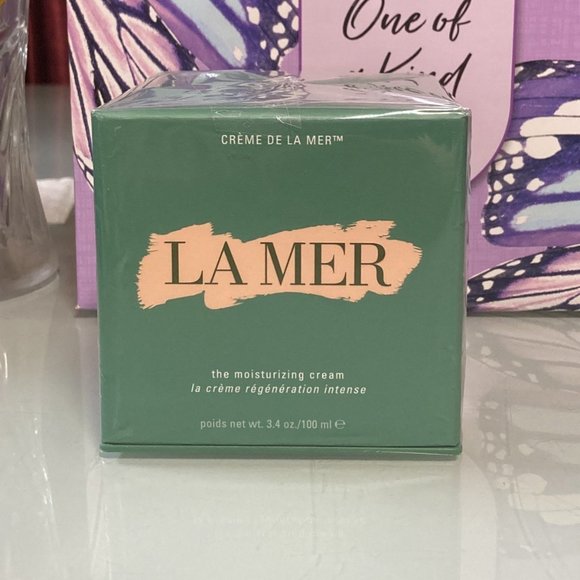 One of
a Kind
CRÈME DE LA MER™
LA MER
the moisturizing cream
la crème régénération intense
poids net wt. 3.4 oz./100 ml ℮